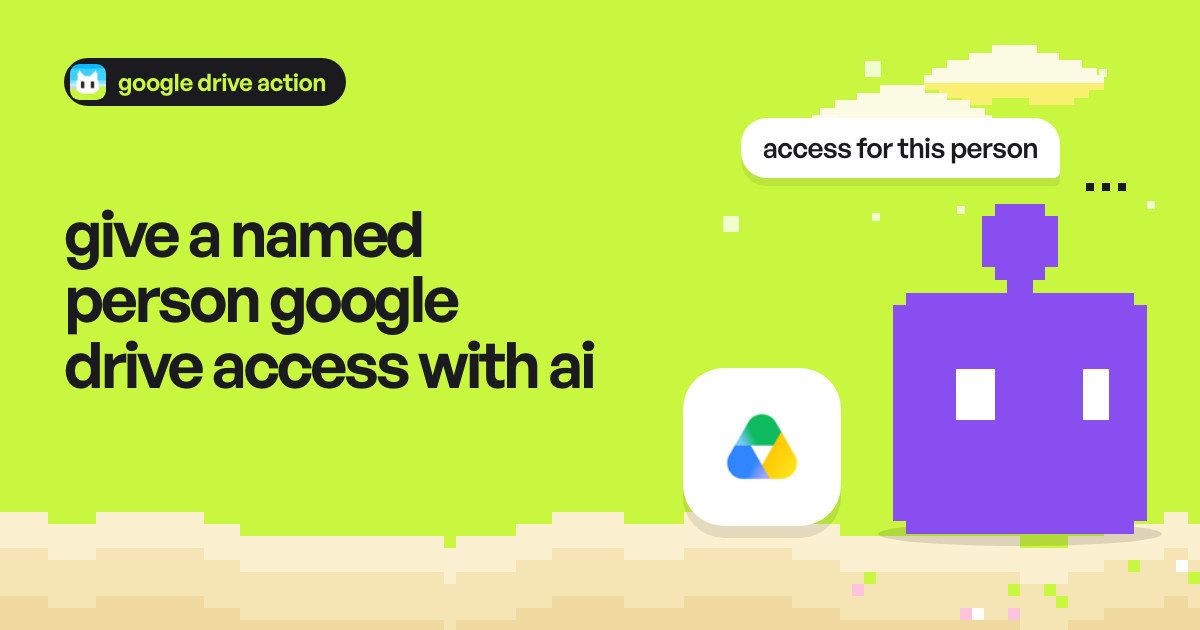 google drive action
access for this person
give a named
person google
drive access with ai